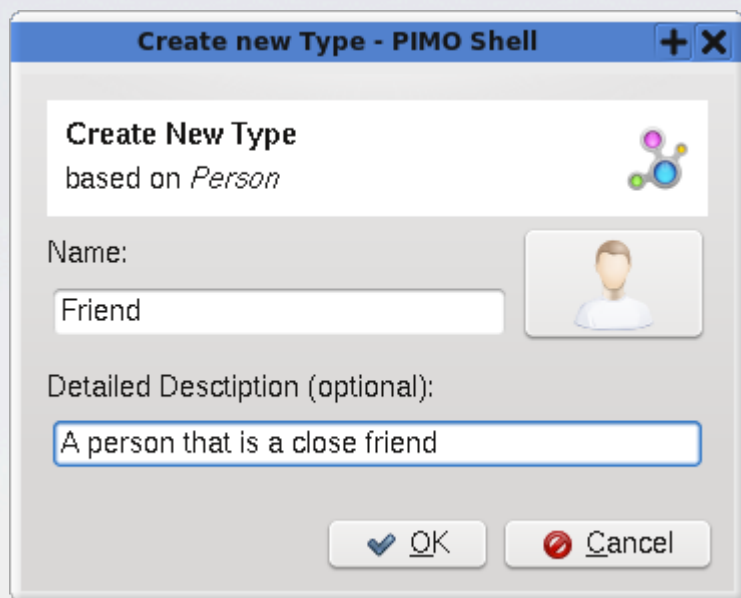 Create new Type - PIMO Shell
Create New Type
based on Person
Name:
Friend
Detailed Desctiption (optional):
A person that is a close friend
OK
Cancel